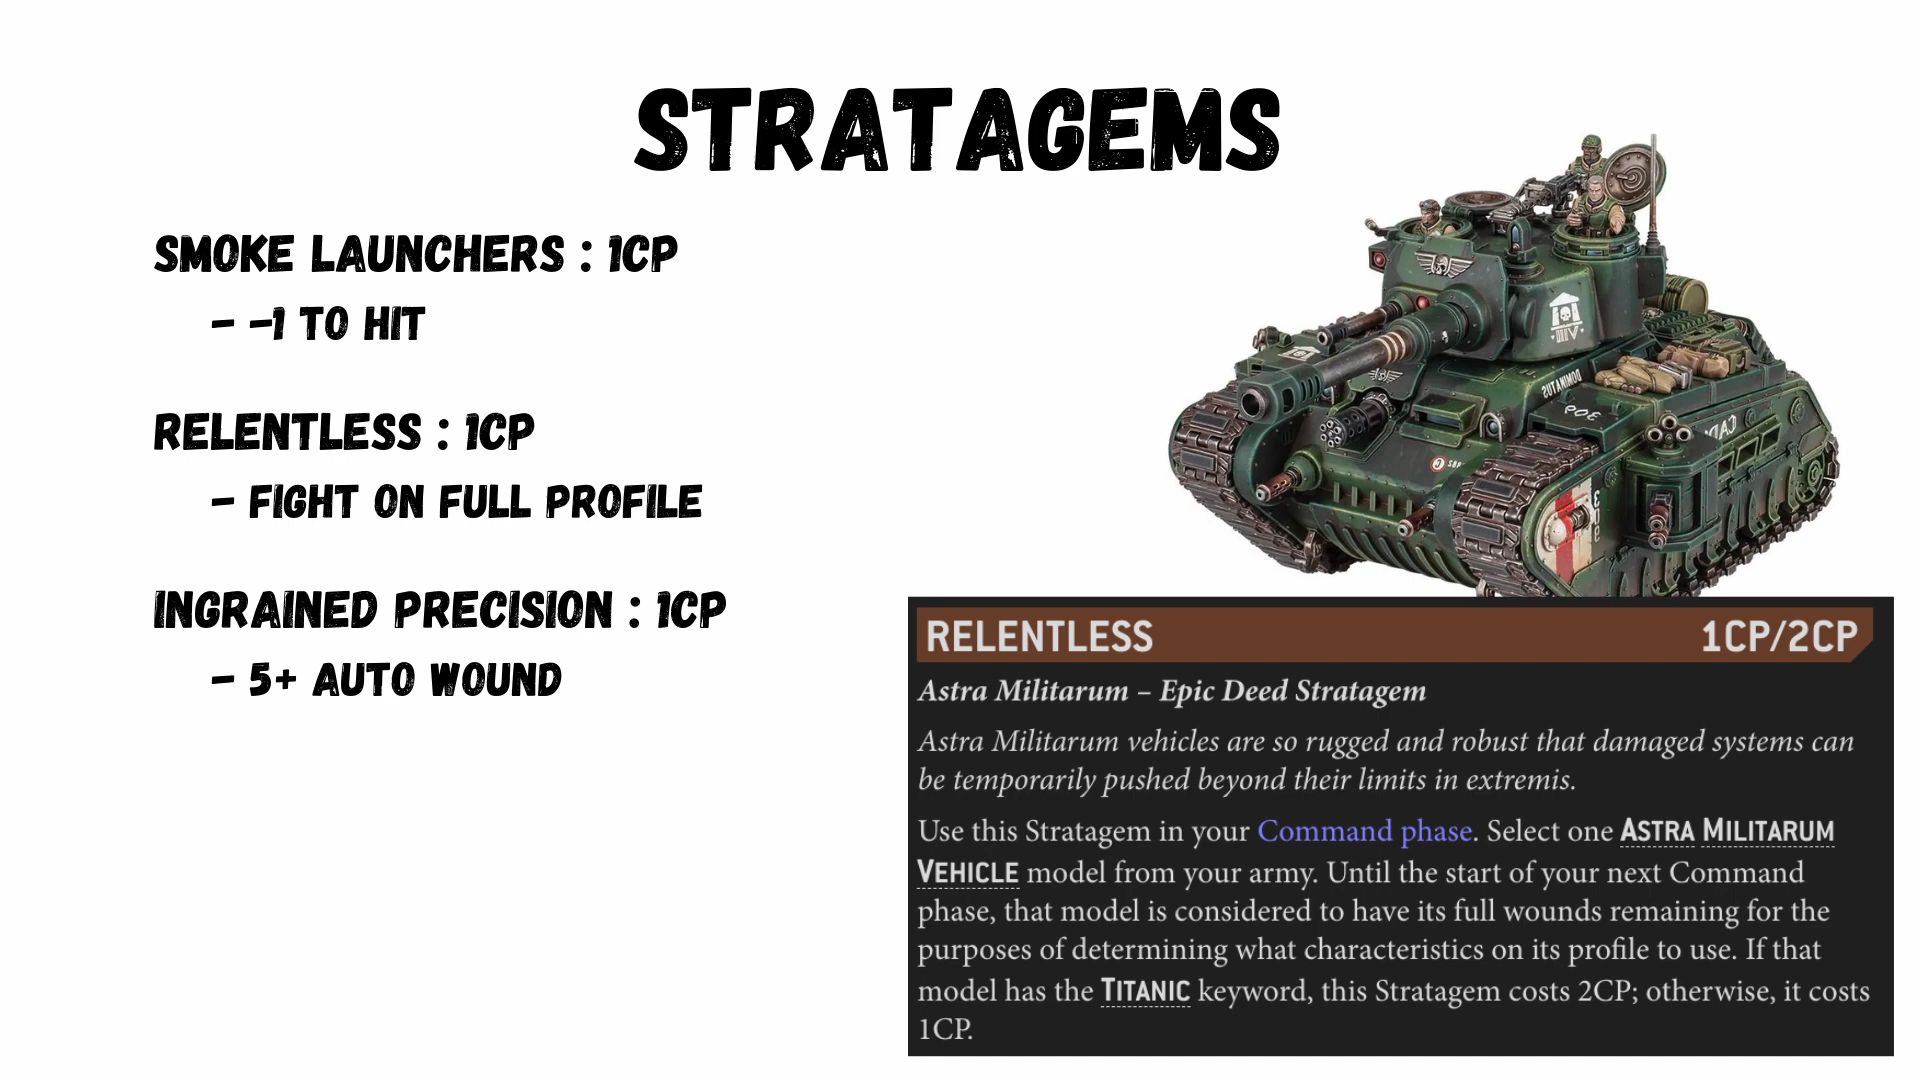 STRATAGEMS
SMOKE LAUNCHERS : 1CP
- -1 TO HIT
RELENTLESS : 1CP
- FIGHT ON FULL PROFILE
INGRAINED PRECISION : 1CP
- 5+ AUTO WOUND
DOMINATUS
306
CADI
RELENTLESS 1CP/2CP
Astra Militarum – Epic Deed Stratagem
Astra Militarum vehicles are so rugged and robust that damaged systems can
be temporarily pushed beyond their limits in extremis.
Use this Stratagem in your Command phase. Select one ASTRA MILITARUM
VEHICLE model from your army. Until the start of your next Command
phase, that model is considered to have its full wounds remaining for the
purposes of determining what characteristics on its profile to use. If that
model has the TITANIC keyword, this Stratagem costs 2CP; otherwise, it costs
1CP.